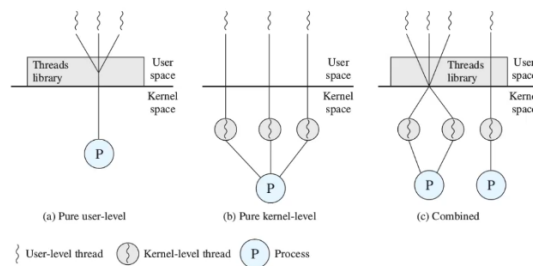 Threads
library
User
space
Kernel
space
P
(a) Pure user-level
User
space
Kernel
space
P
(b) Pure kernel-level
Threads
library
P
P
(c) Combined
User-level thread
Kernel-level thread
P
Process